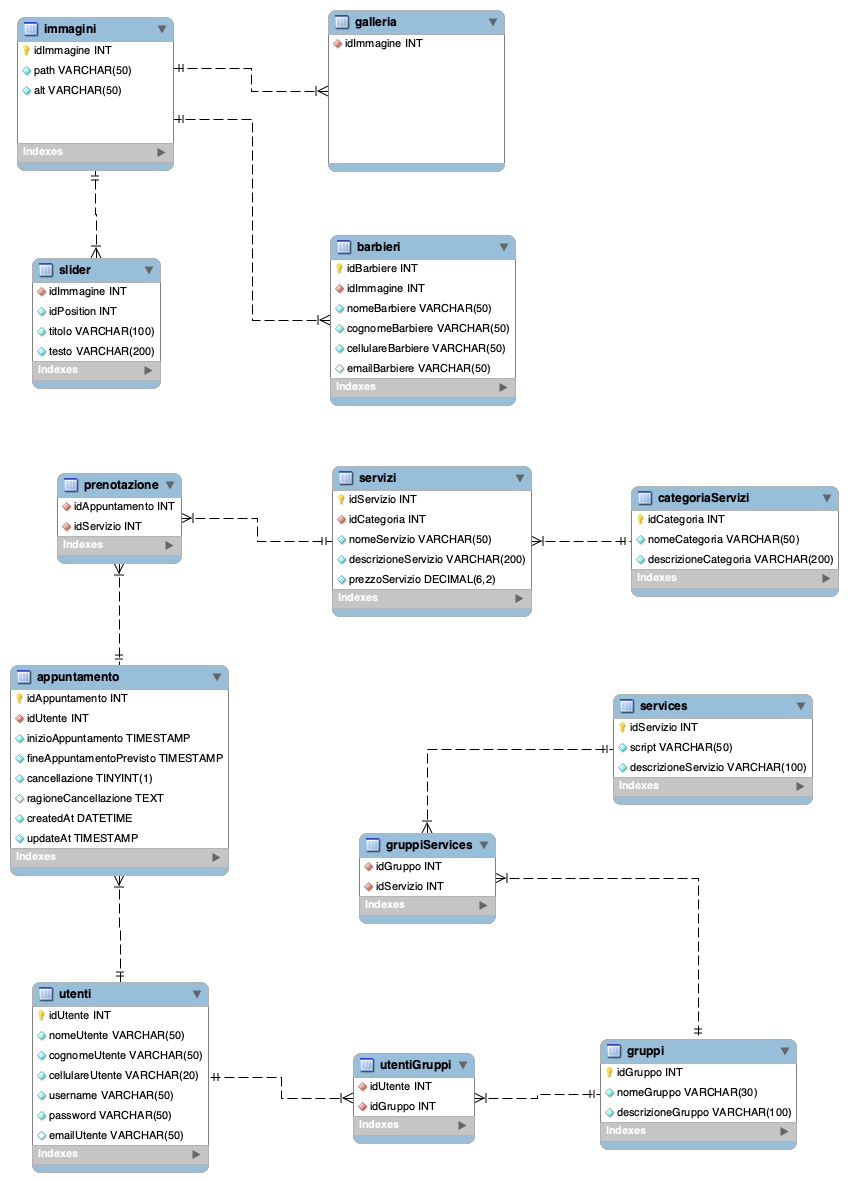 immagini
idImmagine INT
path VARCHAR(50)
alt VARCHAR(50)
Indexes
galleria
idImmagine INT
slider
idImmagine INT
idPosition INT
titolo VARCHAR(100)
testo VARCHAR(200)
Indexes
barbieri
idBarbiere INT
idImmagine INT
nomeBarbiere VARCHAR(50)
cognomeBarbiere VARCHAR(50)
cellulareBarbiere VARCHAR(50)
emailBarbiere VARCHAR(50)
Indexes
prenotazione
idAppuntamento INT
idServizio INT
Indexes
servizi
idServizio INT
idCategoria INT
nomeServizio VARCHAR(50)
descrizioneServizio VARCHAR(200)
prezzoServizio DECIMAL(6,2)
Indexes
categoriaServizi
idCategoria INT
nomeCategoria VARCHAR(50)
descrizioneCategoria VARCHAR(200)
Indexes
appuntamento
idAppuntamento INT
idUtente INT
inizioAppuntamento TIMESTAMP
fineAppuntamentoPrevisto TIMESTAMP
cancellazione TINYINT(1)
ragioneCancellazione TEXT
createdAt DATETIME
updateAt TIMESTAMP
Indexes
services
idServizio INT
script VARCHAR(50)
descrizioneServizio VARCHAR(100)
Indexes
gruppiServices
idGruppo INT
idServizio INT
Indexes
utenti
idUtente INT
nomeUtente VARCHAR(50)
cognomeUtente VARCHAR(50)
cellulareUtente VARCHAR(20)
username VARCHAR(50)
password VARCHAR(50)
emailUtente VARCHAR(50)
Indexes
utentiGruppi
idUtente INT
idGruppo INT
Indexes
gruppi
idGruppo INT
nomeGruppo VARCHAR(30)
descrizioneGruppo VARCHAR(100)
Indexes